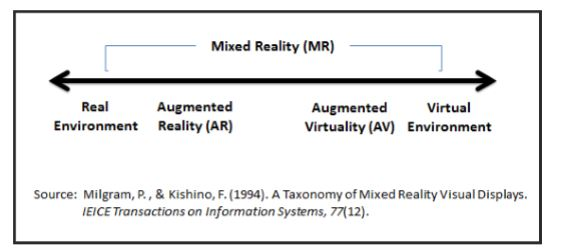 Mixed Reality (MR)
Real Augmented Augmented Virtual
Environment Reality (AR) Virtuality (AV) Environment
Source: Milgram, P., & Kishino, F. (1994). A Taxonomy of Mixed Reality Visual Displays.
IEICE Transactions on Information Systems, 77(12).